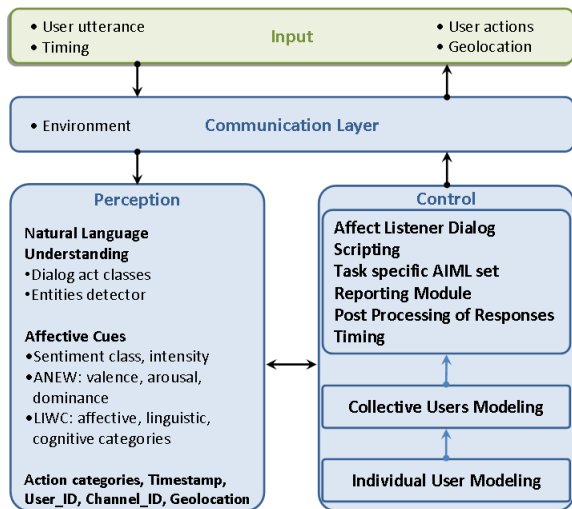 • User utterance
• Timing
Input
• User actions
• Geolocation
• Environment
Communication Layer
Perception
Natural Language
Understanding
•Dialog act classes
•Entities detector
Affective Cues
•Sentiment class, intensity
•ANEW: valence, arousal,
dominance
•LIWC: affective, linguistic,
cognitive categories
Action categories, Timestamp,
User_ID, Channel_ID, Geolocation
Control
Affect Listener Dialog
Scripting
Task specific AIML set
Reporting Module
Post Processing of Responses
Timing
Collective Users Modeling
Individual User Modeling